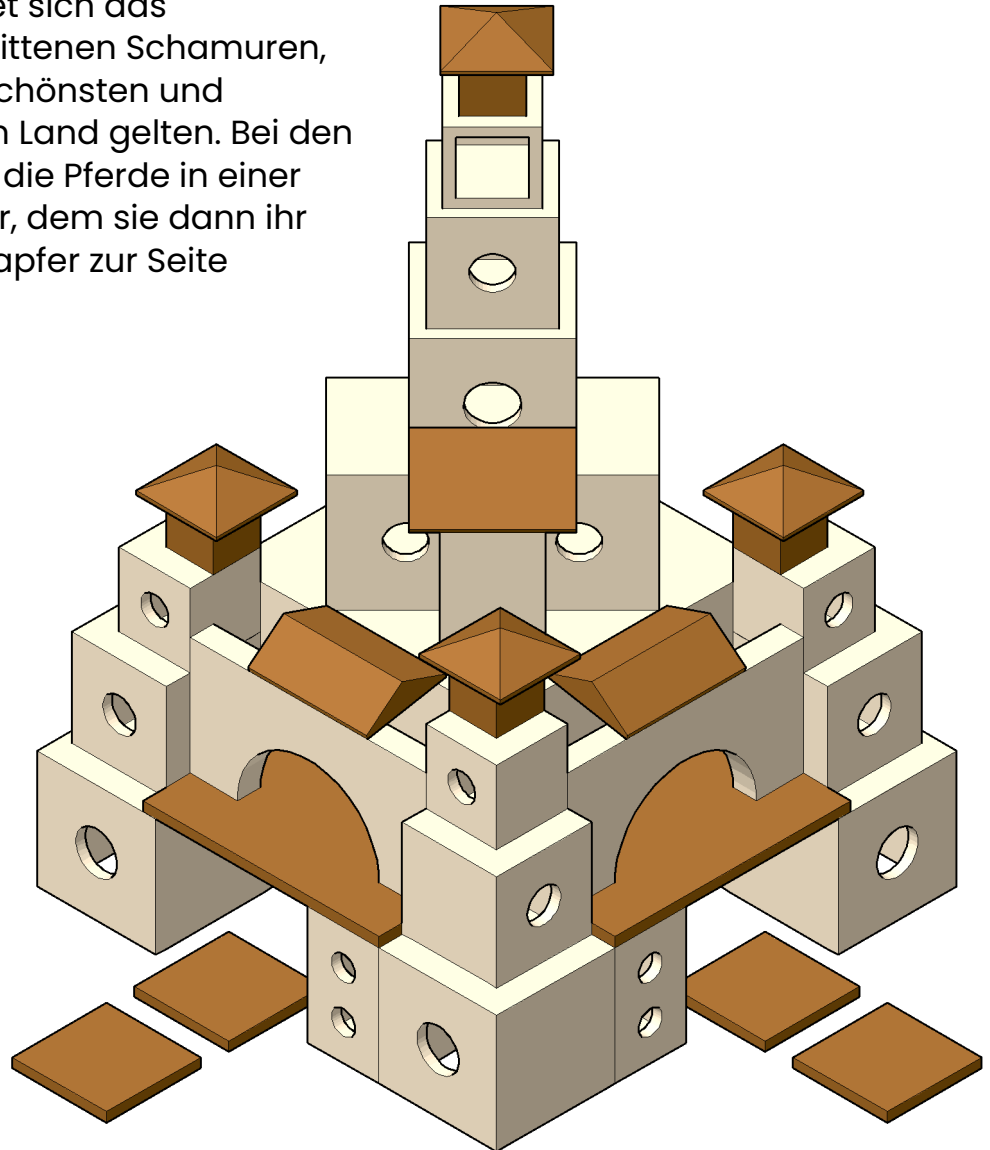 et sich das
ittenen Schamuren,
chönsten und
n Land gelten. Bei den
die Pferde in einer
r, dem sie dann ihr
apfer zur Seite